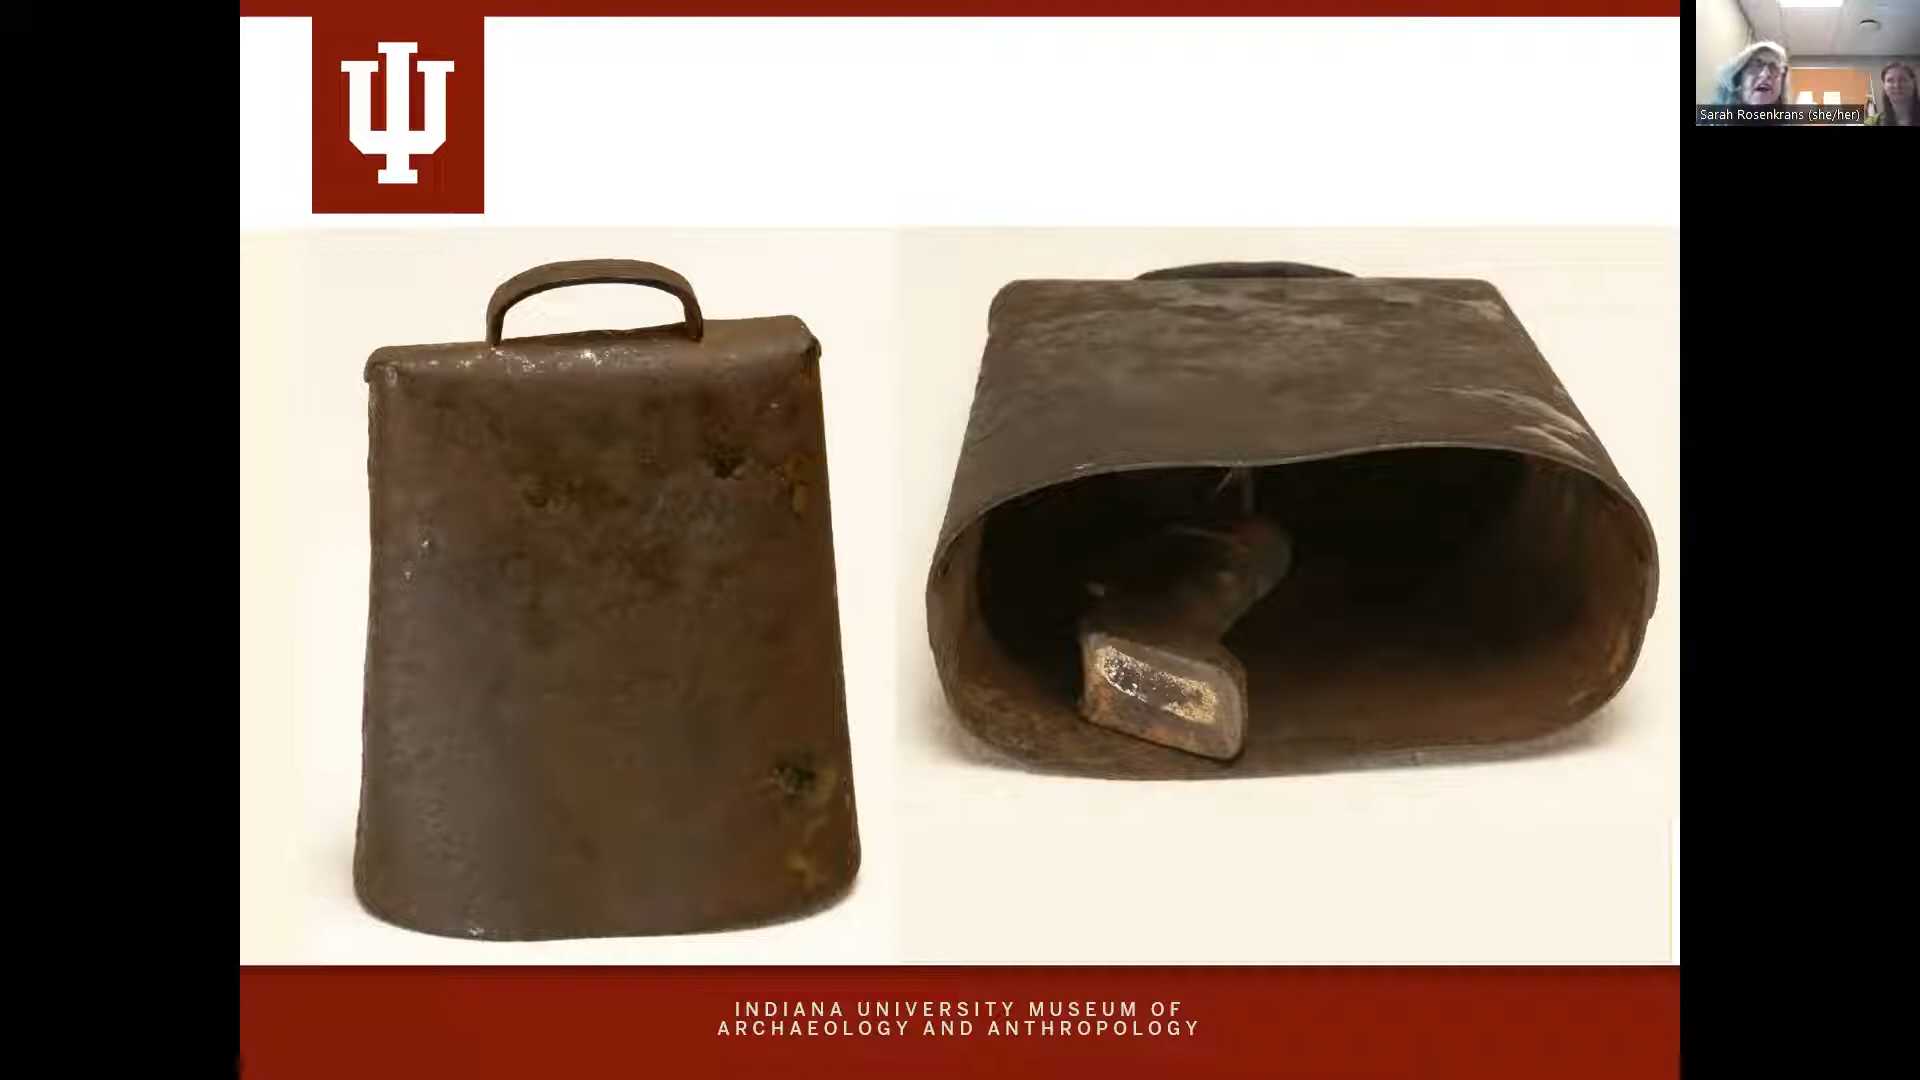 Sarah Rosenkrans (she/her)
INDIANA UNIVERSITY MUSEUM OF
ARCHAEOLOGY AND ANTHROPOLOGY